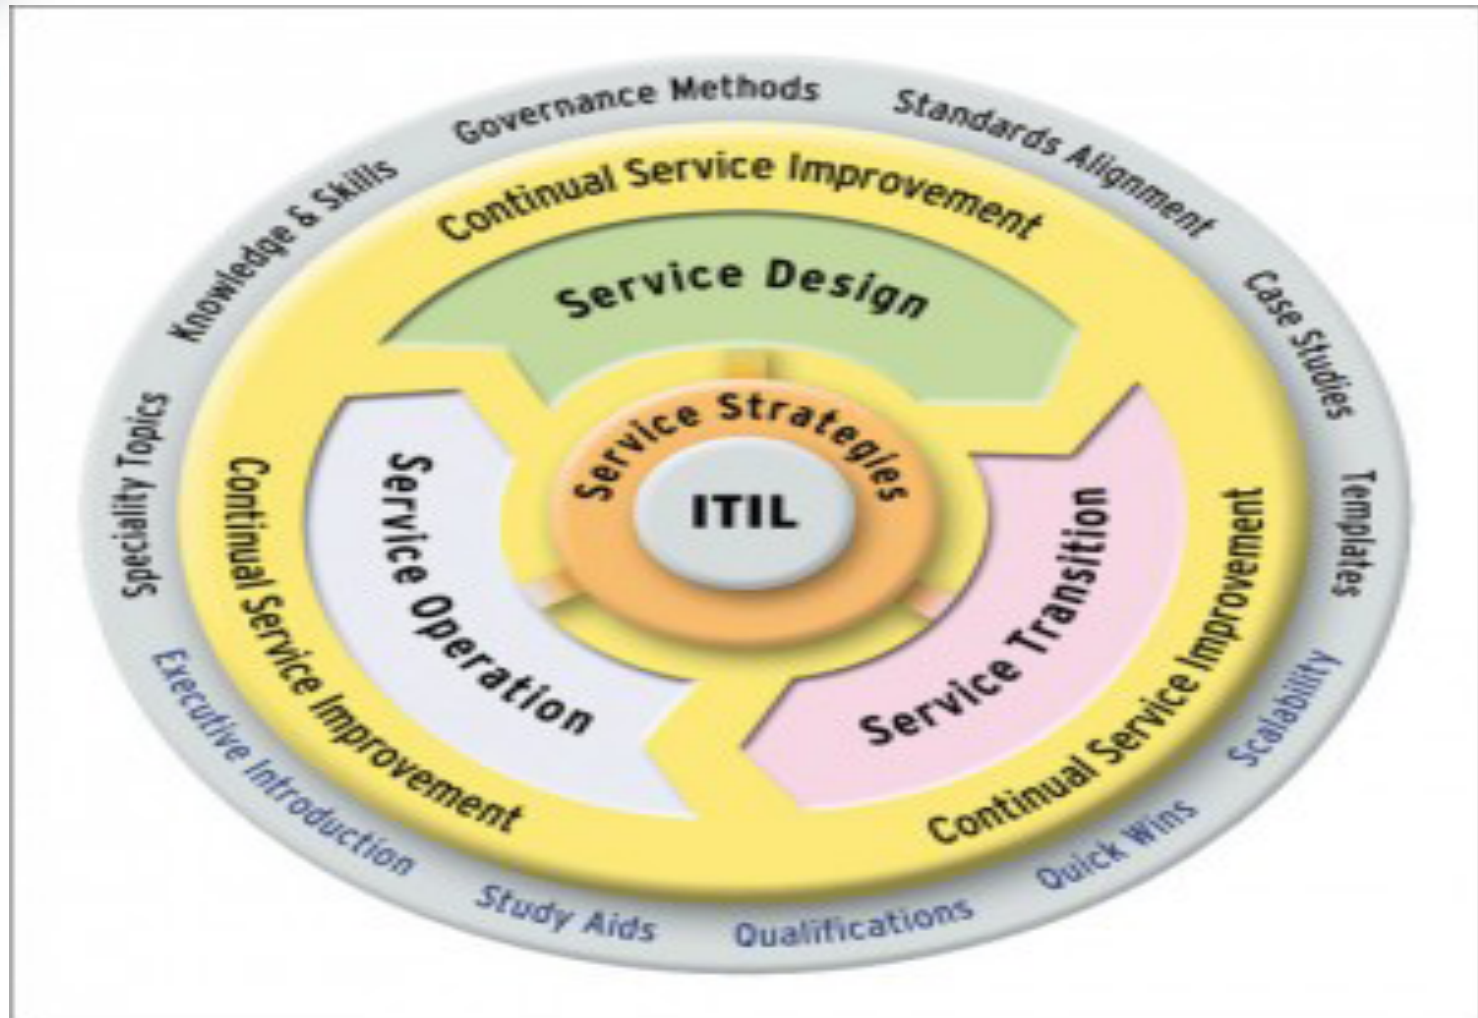 Governance Methods
Standards Alignment
Knowledge & Skills
Continual Service Improvement
Case Studies
Service Design
Speciality Topics
Service Strategies
ITIL
Templates
Service Operation
Service Transition
Continual Service Improvement
Continual Service Improvement
Scalability
Executive Introduction
Quick Wins
Study Aids
Qualifications